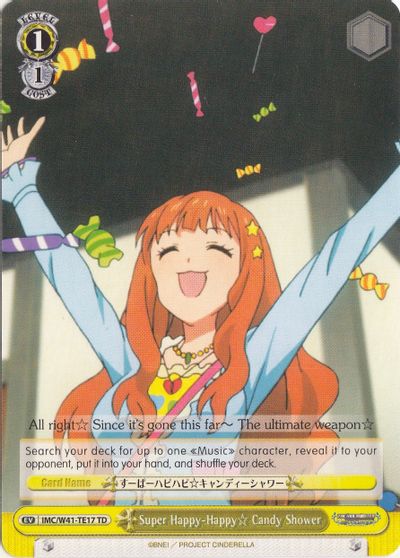 LEVEL
1
1
COST
All right☆ Since it's gone this far～ The ultimate weapon☆
Search your deck for up to one «Music» character, reveal it to your
opponent, put it into your hand, and shuffle your deck.
Card Name すーぱーハピハピ☆キャンディーシャワー
EV IMC/W41-TE17 TD Super Happy-Happy☆ Candy Shower
©BNEI / PROJECT CINDERELLA